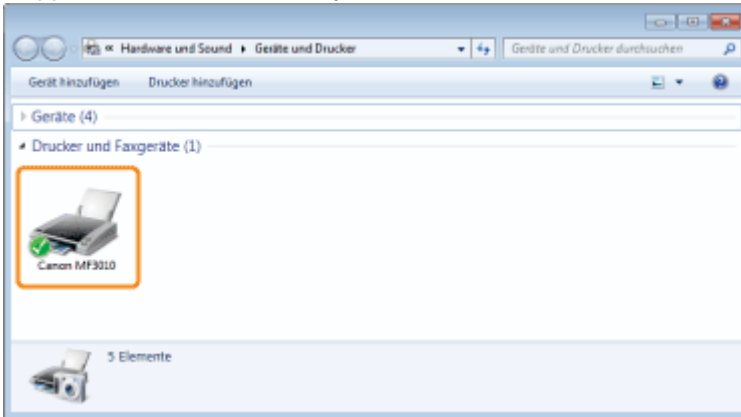 « Hardware und Sound ▸ Geräte und Drucker
Geräte und Drucker durchsuchen
Gerät hinzufügen Drucker hinzufügen
Geräte (4)
Drucker und Faxgeräte (1)
Canon MF3010
5 Elemente